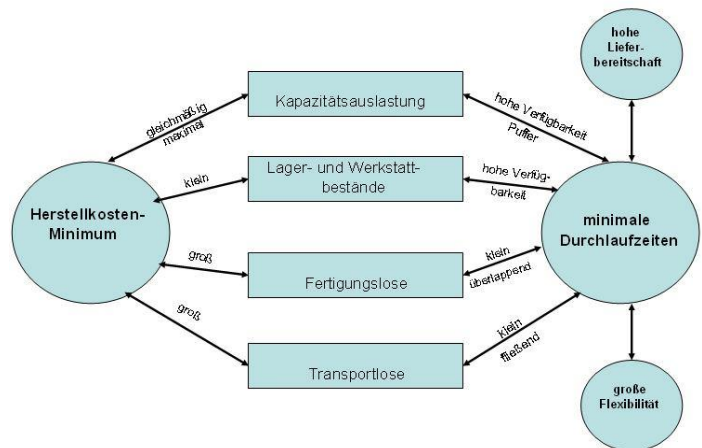 hohe
Liefer-
bereitschaft
Kapazitätsauslastung
gleichmäßig
maximal
hohe Verfügbarkeit
Puffer
Lager- und Werkstatt-
bestände
klein
hohe Verfüg-
barkeit
Herstellkosten-
Minimum
minimale
Durchlaufzeiten
groß
Fertigungslose
klein
überlappend
groß
Transportlose
klein
fließend
große
Flexibilität